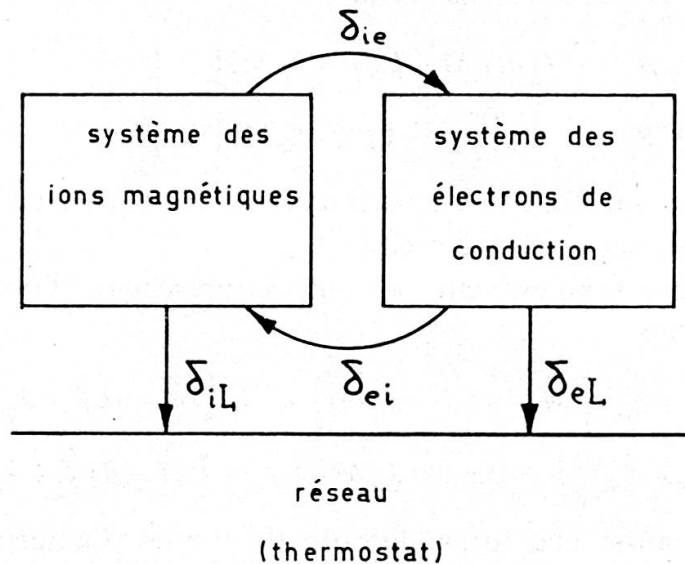 δie
système des
ions magnétiques
système des
électrons de
conduction
δiL
δei
δeL
réseau
(thermostat)